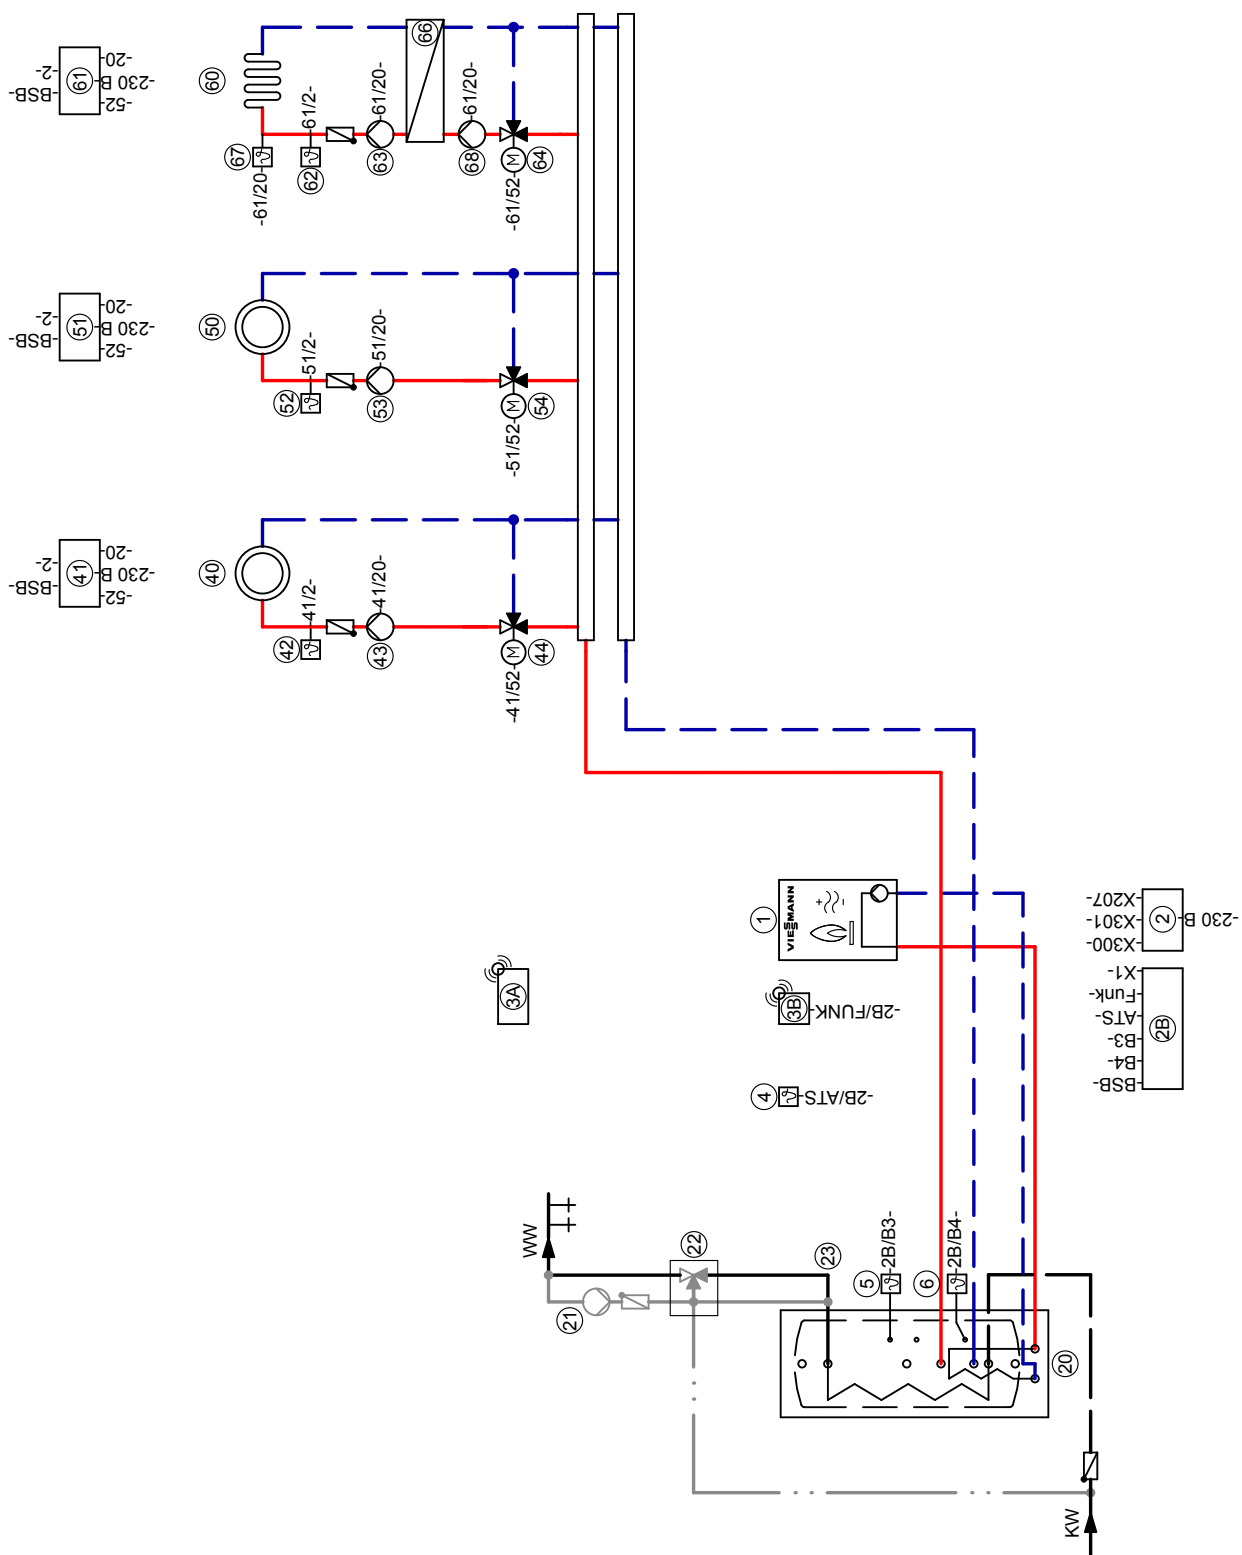 61
-20-
-230 В-
-52-
-2-
-BSB-
60
67
-61/20-
62
-61/2-
63
-61/20-
66
68
-61/20-
64
M
-61/52-
51
-20-
-230 В-
-52-
-2-
-BSB-
50
52
-51/2-
53
-51/20-
54
M
-51/52-
41
-20-
-230 В-
-52-
-2-
-BSB-
40
42
-41/2-
43
-41/20-
44
M
-41/52-
1
VIESSMANN
+
-
2
-X207-
-X301-
-X300-
-230 В-
3A
3B
-2B/FUNK-
2B
-X1-
-Funk-
-ATS-
-B3-
-B4-
-BSB-
4
-2B/ATS-
WW
21
22
23
5
-2B/B3-
6
-2B/B4-
20
KW